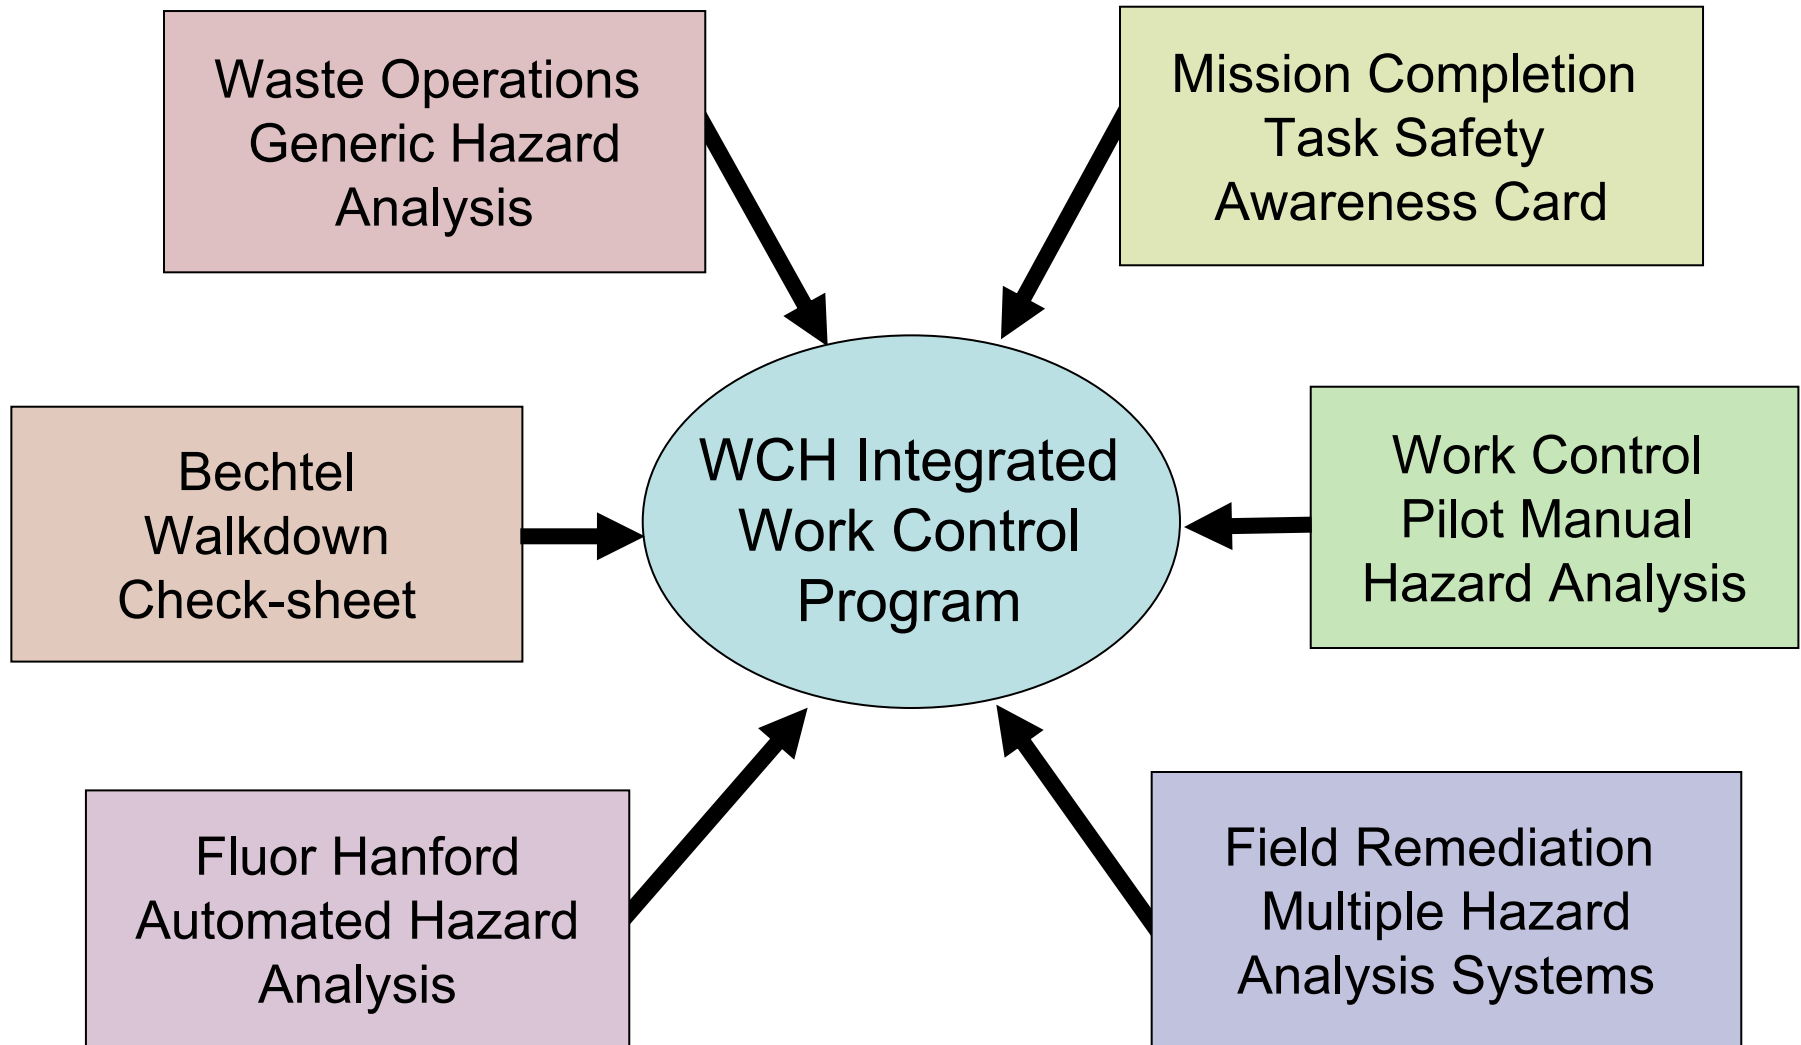 Waste Operations
Generic Hazard
Analysis
Mission Completion
Task Safety
Awareness Card
Bechtel
Walkdown
Check-sheet
WCH Integrated
Work Control
Program
Work Control
Pilot Manual
Hazard Analysis
Fluor Hanford
Automated Hazard
Analysis
Field Remediation
Multiple Hazard
Analysis Systems